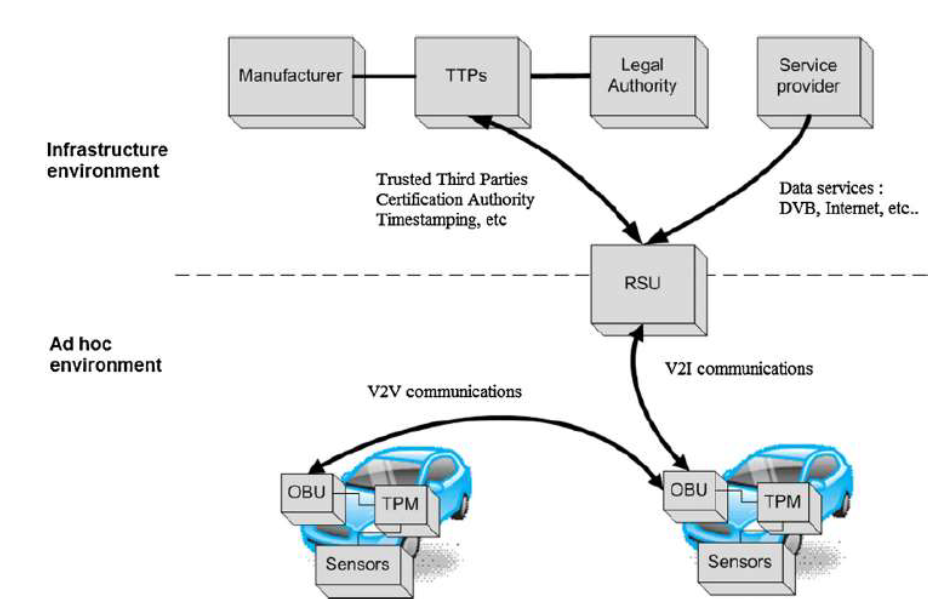 Manufacturer
TTPs
Legal
Authority
Service
provider
Infrastructure
environment
Trusted Third Parties
Certification Authority
Timestamping, etc
Data services :
DVB, Internet, etc..
RSU
Ad hoc
environment
V2I communications
V2V communications
OBU
TPM
Sensors
OBU
TPM
Sensors